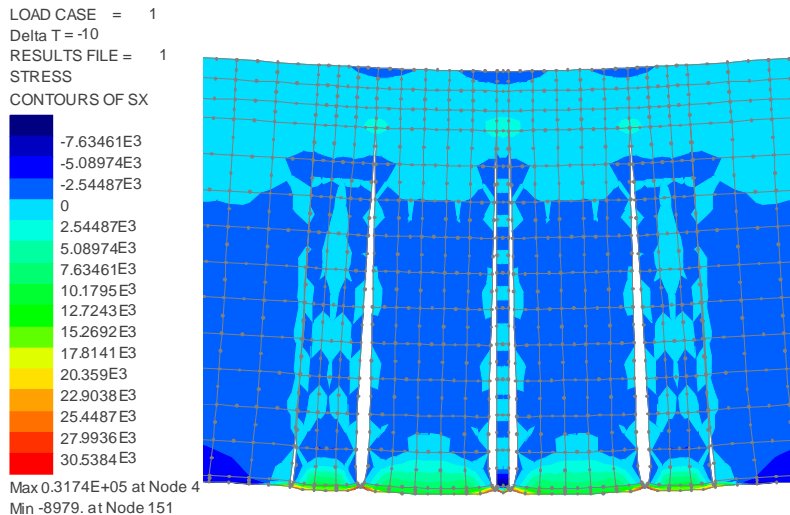 LOAD CASE = 1
Delta T = -10
RESULTS FILE = 1
STRESS
CONTOURS OF SX
-7.63461E3
-5.08974E3
-2.54487E3
0
2.54487E3
5.08974E3
7.63461E3
10.1795E3
12.7243E3
15.2692E3
17.8141E3
20.359E3
22.9038E3
25.4487E3
27.9936E3
30.5384E3
Max 0.3174E+05 at Node 4
Min -8979. at Node 151